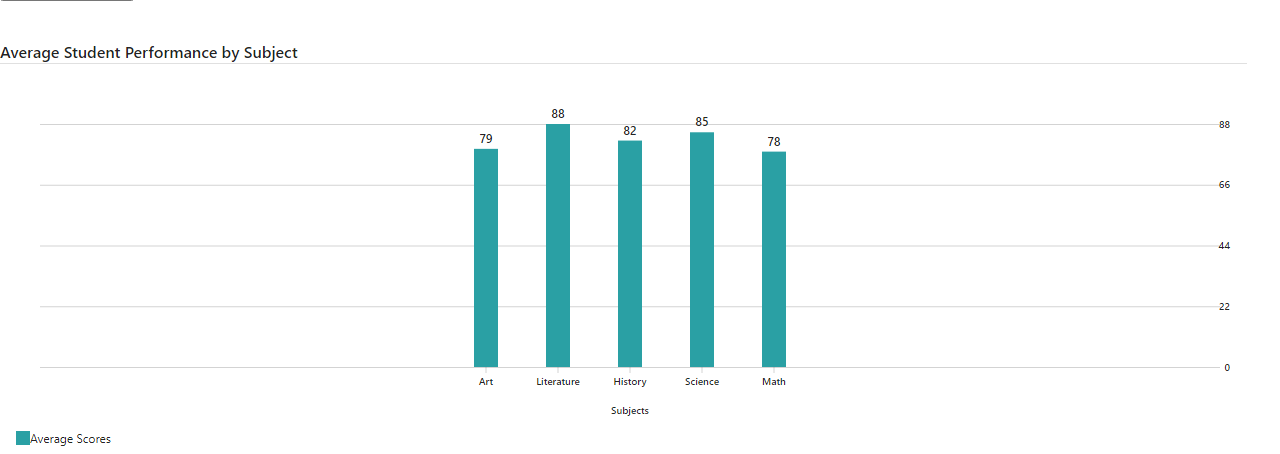 Average Student Performance by Subject
79
88
82
85
78
88
66
44
22
0
Art Literature History Science Math
Subjects
Average Scores